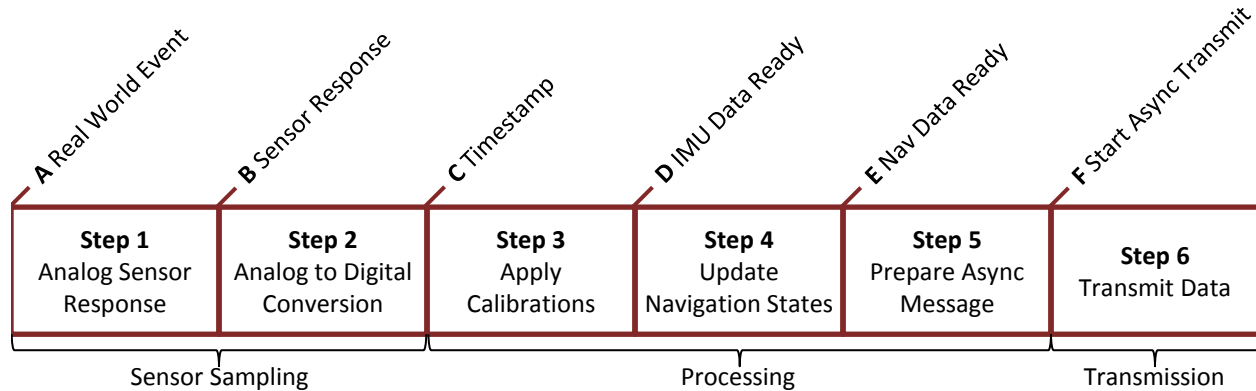 A Real World Event
B Sensor Response
C Timestamp
D IMU Data Ready
E Nav Data Ready
F Start Async Transmit
Step 1
Analog Sensor
Response
Step 2
Analog to Digital
Conversion
Step 3
Apply
Calibrations
Step 4
Update
Navigation States
Step 5
Prepare Async
Message
Step 6
Transmit Data
Sensor Sampling
Processing
Transmission